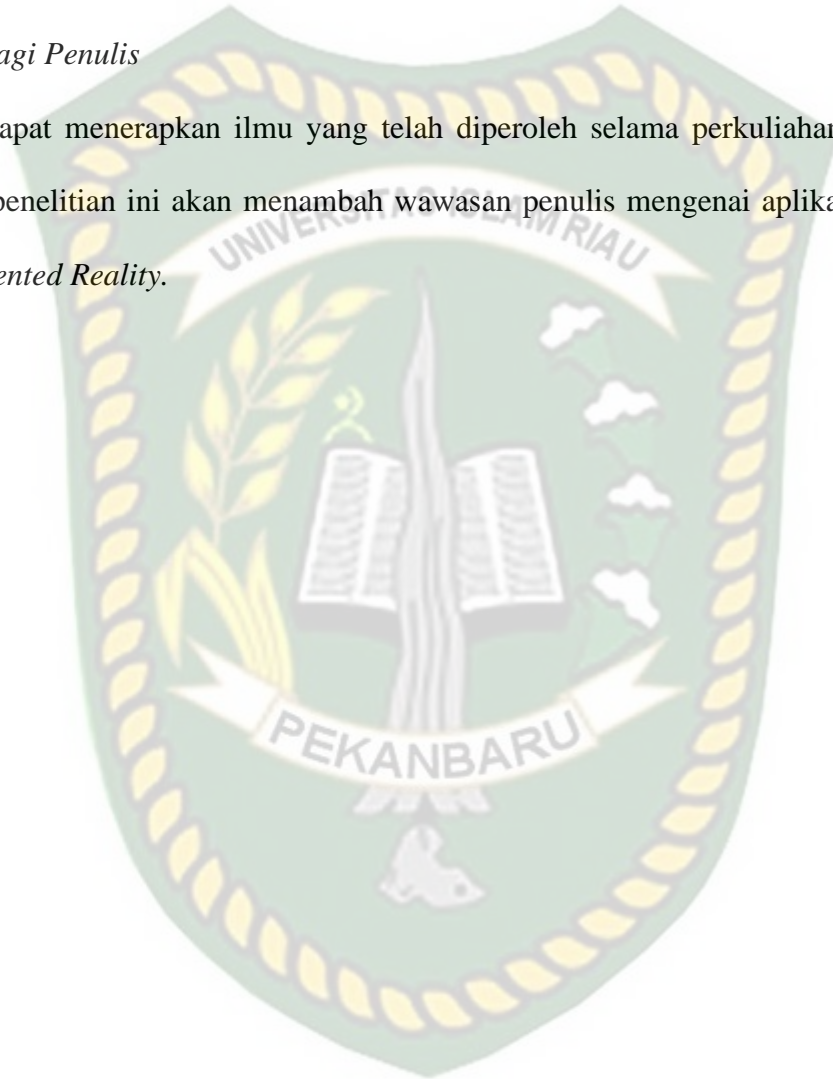 agi Penulis
apat menerapkan ilmu yang telah diperoleh selama perkuliahan
penelitian ini akan menambah wawasan penulis mengenai aplika
ented Reality.
UNIVERSITAS ISLAM RIAU
PEKANBARU